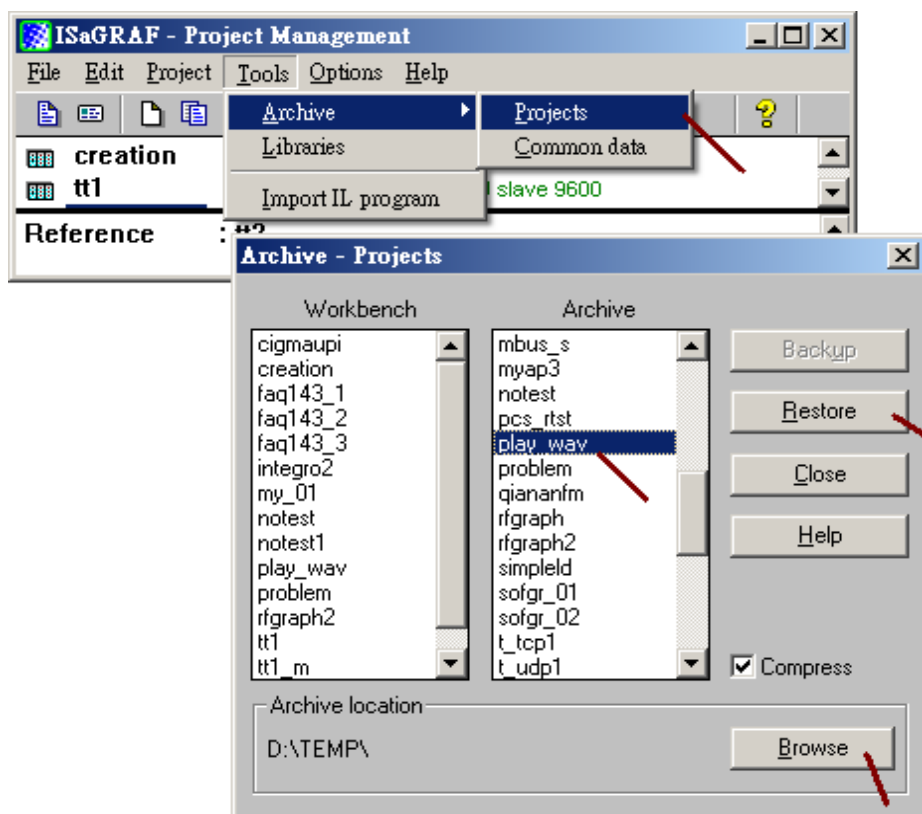 ISaGRAF - Project Management
File Edit Project Tools Options Help
Archive
Projects
Libraries
Common data
Import IL program
creation
tt1
slave 9600
Reference :
Archive - Projects
Workbench
Archive
cigmaupi
creation
faq143_1
faq143_2
faq143_3
integro2
my_01
notest
notest1
play_wav
problem
rfgraph2
tt1
tt1_m
mbus_s
myap3
notest
pcs_rtst
play_wav
problem
qiananfm
rfgraph
rfgraph2
simpleld
sofgr_01
sofgr_02
t_tcp1
t_udp1
Backup
Restore
Close
Help
Compress
Archive location
D:\TEMP\
Browse